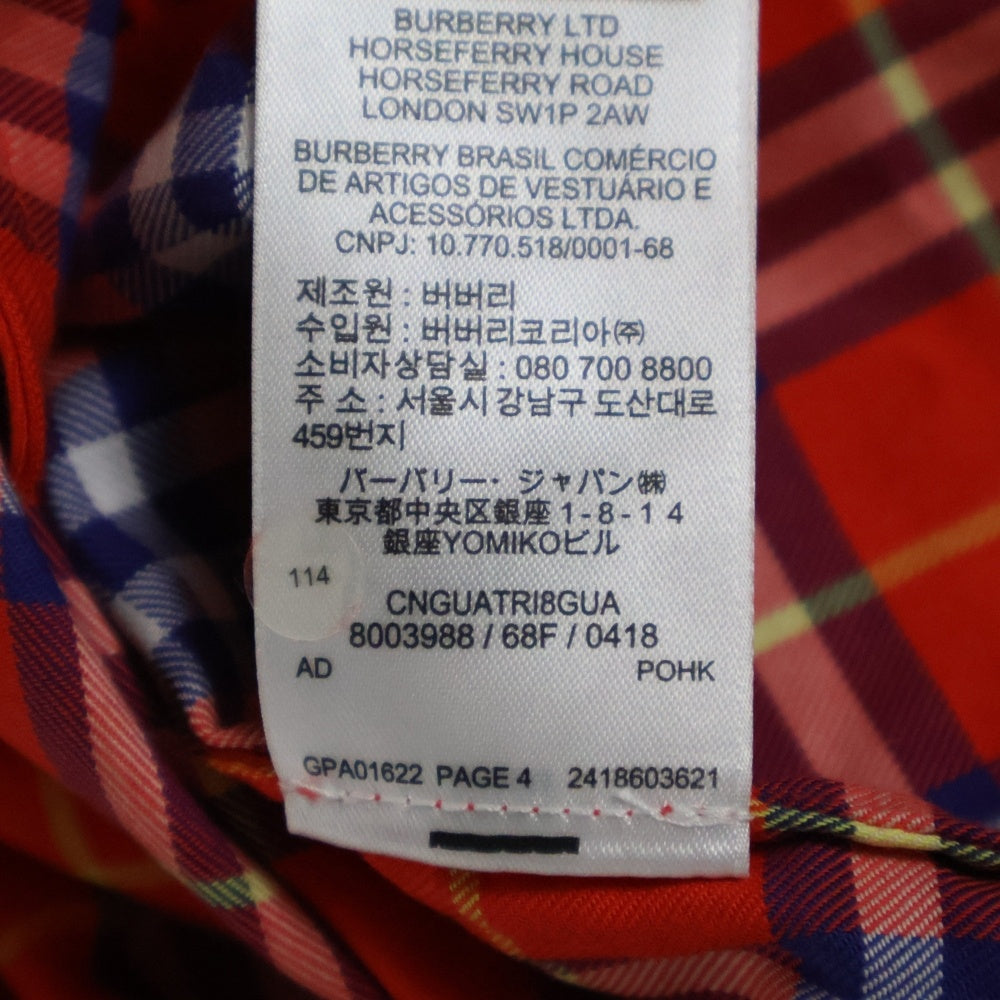 BURBERRY LTD
HORSEFERRY HOUSE
HORSEFERRY ROAD
LONDON SW1P 2AW
BURBERRY BRASIL COMÉRCIO
DE ARTIGOS DE VESTUÁRIO E
ACESSÓRIOS LTDA.
CNPJ: 10.770.518/0001-68
제조원 : 버버리
수입원 : 버버리코리아㈜
소비자상담실 : 080 700 8800
주 소 : 서울시 강남구 도산대로
459번지
バーバリー・ジャパン㈱
東京都中央区銀座 1-8-14
銀座YOMIKOビル
114
CNGUATRI8GUA
8003988 / 68F / 0418
AD POHK
GPA01622 PAGE 4 2418603621